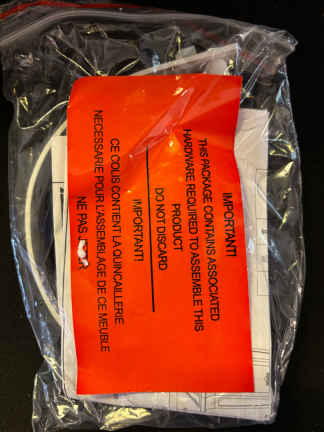 IMPORTANT!
THIS PACKAGE CONTAINS ASSOCIATED
HARDWARE REQUIRED TO ASSEMBLE THIS
PRODUCT
DO NOT DISCARD
IMPORTANT!
CE COLIS CONTIENT LA QUINCAILLERIE
NECESSARIE POUR L'ASSEMBLAGE DE CE MEUBLE
NE PAS